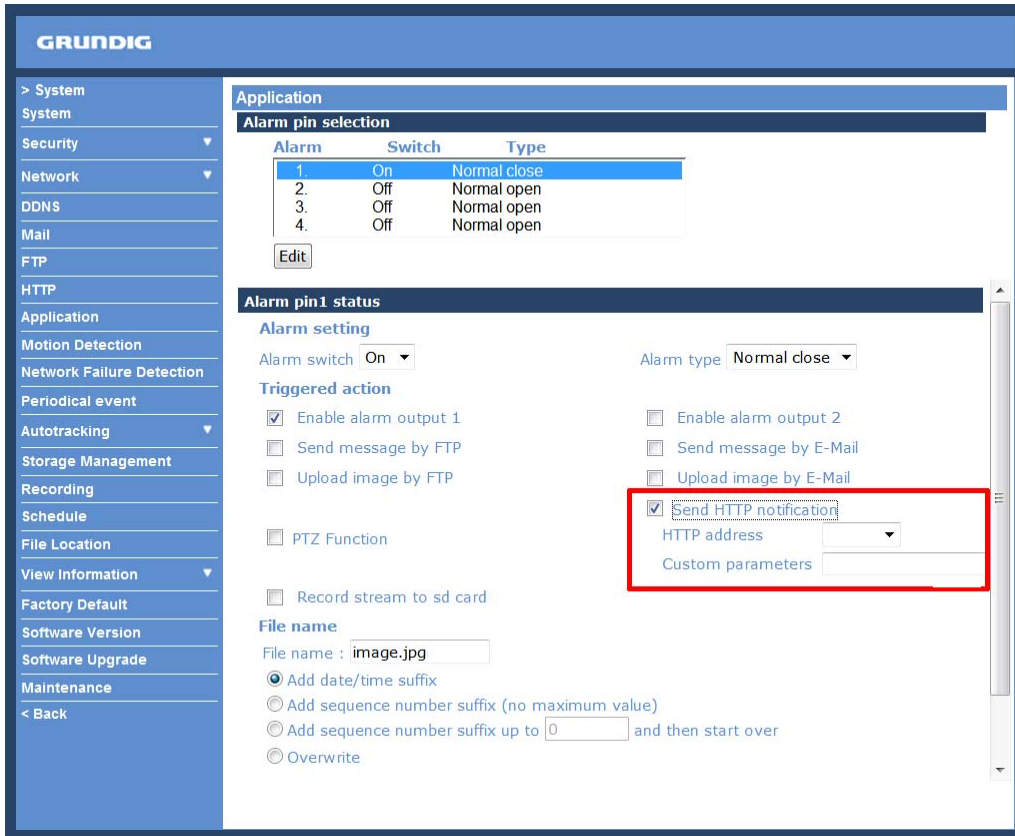 GRUNDIG
> System
System
Security
Network
DDNS
Mail
FTP
HTTP
Application
Motion Detection
Network Failure Detection
Periodical event
Autotracking
Storage Management
Recording
Schedule
File Location
View Information
Factory Default
Software Version
Software Upgrade
Maintenance
< Back
Application
Alarm pin selection
Alarm Switch Type
1. On Normal close
2. Off Normal open
3. Off Normal open
4. Off Normal open
Edit
Alarm pin1 status
Alarm setting
Alarm switch On Alarm type Normal close
Triggered action
Enable alarm output 1 Enable alarm output 2
Send message by FTP Send message by E-Mail
Upload image by FTP Upload image by E-Mail
Send HTTP notification
PTZ Function HTTP address
Custom parameters
Record stream to sd card
File name
File name : image.jpg
Add date/time suffix
Add sequence number suffix (no maximum value)
Add sequence number suffix up to 0 and then start over
Overwrite